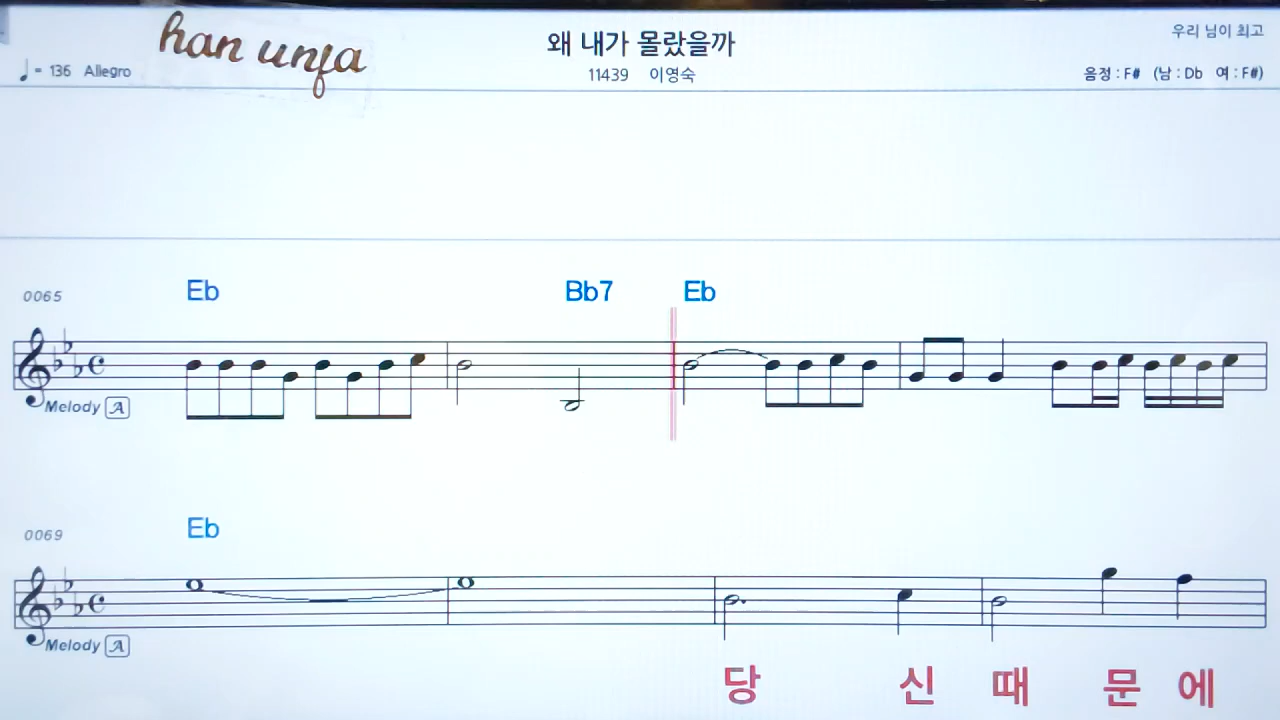 han unja
왜 내가 몰랐을까
우리 님이 최고
♩= 136 Allegro
11439 이영숙
음정 : F# (남 : Db 여 : F#)
Eb Bb7 Eb
0065
Melody A
Eb
0069
Melody A
당 신 때 문 에